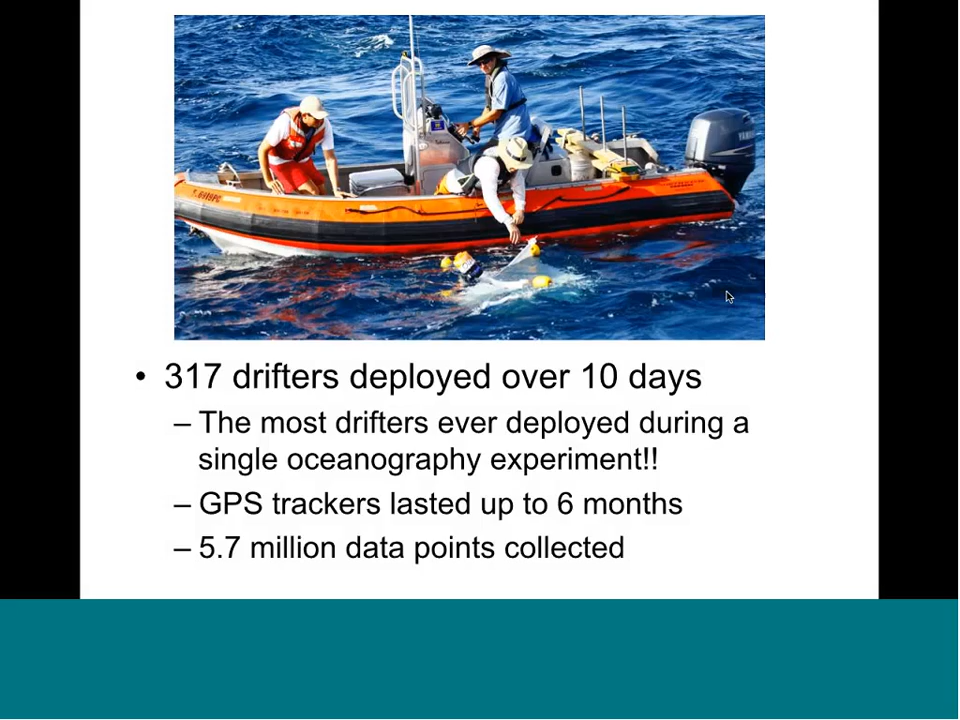 YAMAHA
• 317 drifters deployed over 10 days
– The most drifters ever deployed during a
single oceanography experiment!!
– GPS trackers lasted up to 6 months
– 5.7 million data points collected